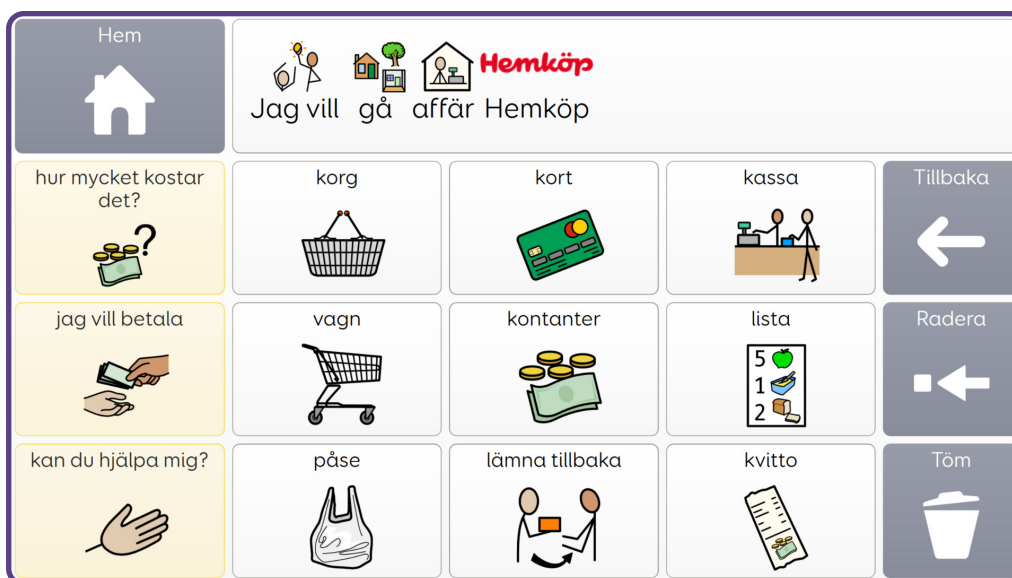 Hem
Hemköp
Jag vill gå affär Hemköp
hur mycket kostar
det?
?
korg
kort
kassa
Tillbaka
jag vill betala
vagn
kontanter
lista
5
1
2
Radera
kan du hjälpa mig?
påse
lämna tillbaka
kvitto
Töm